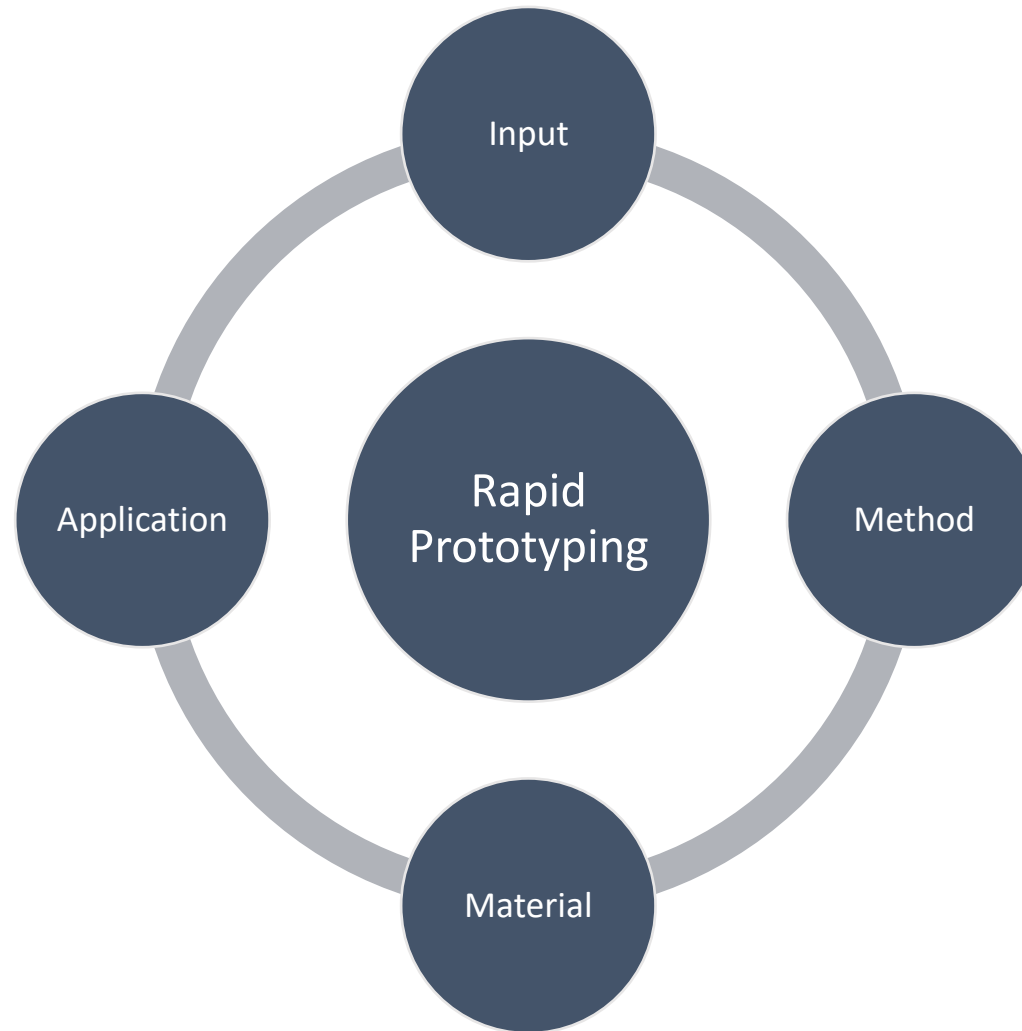 Input
Application
Rapid
Prototyping
Method
Material